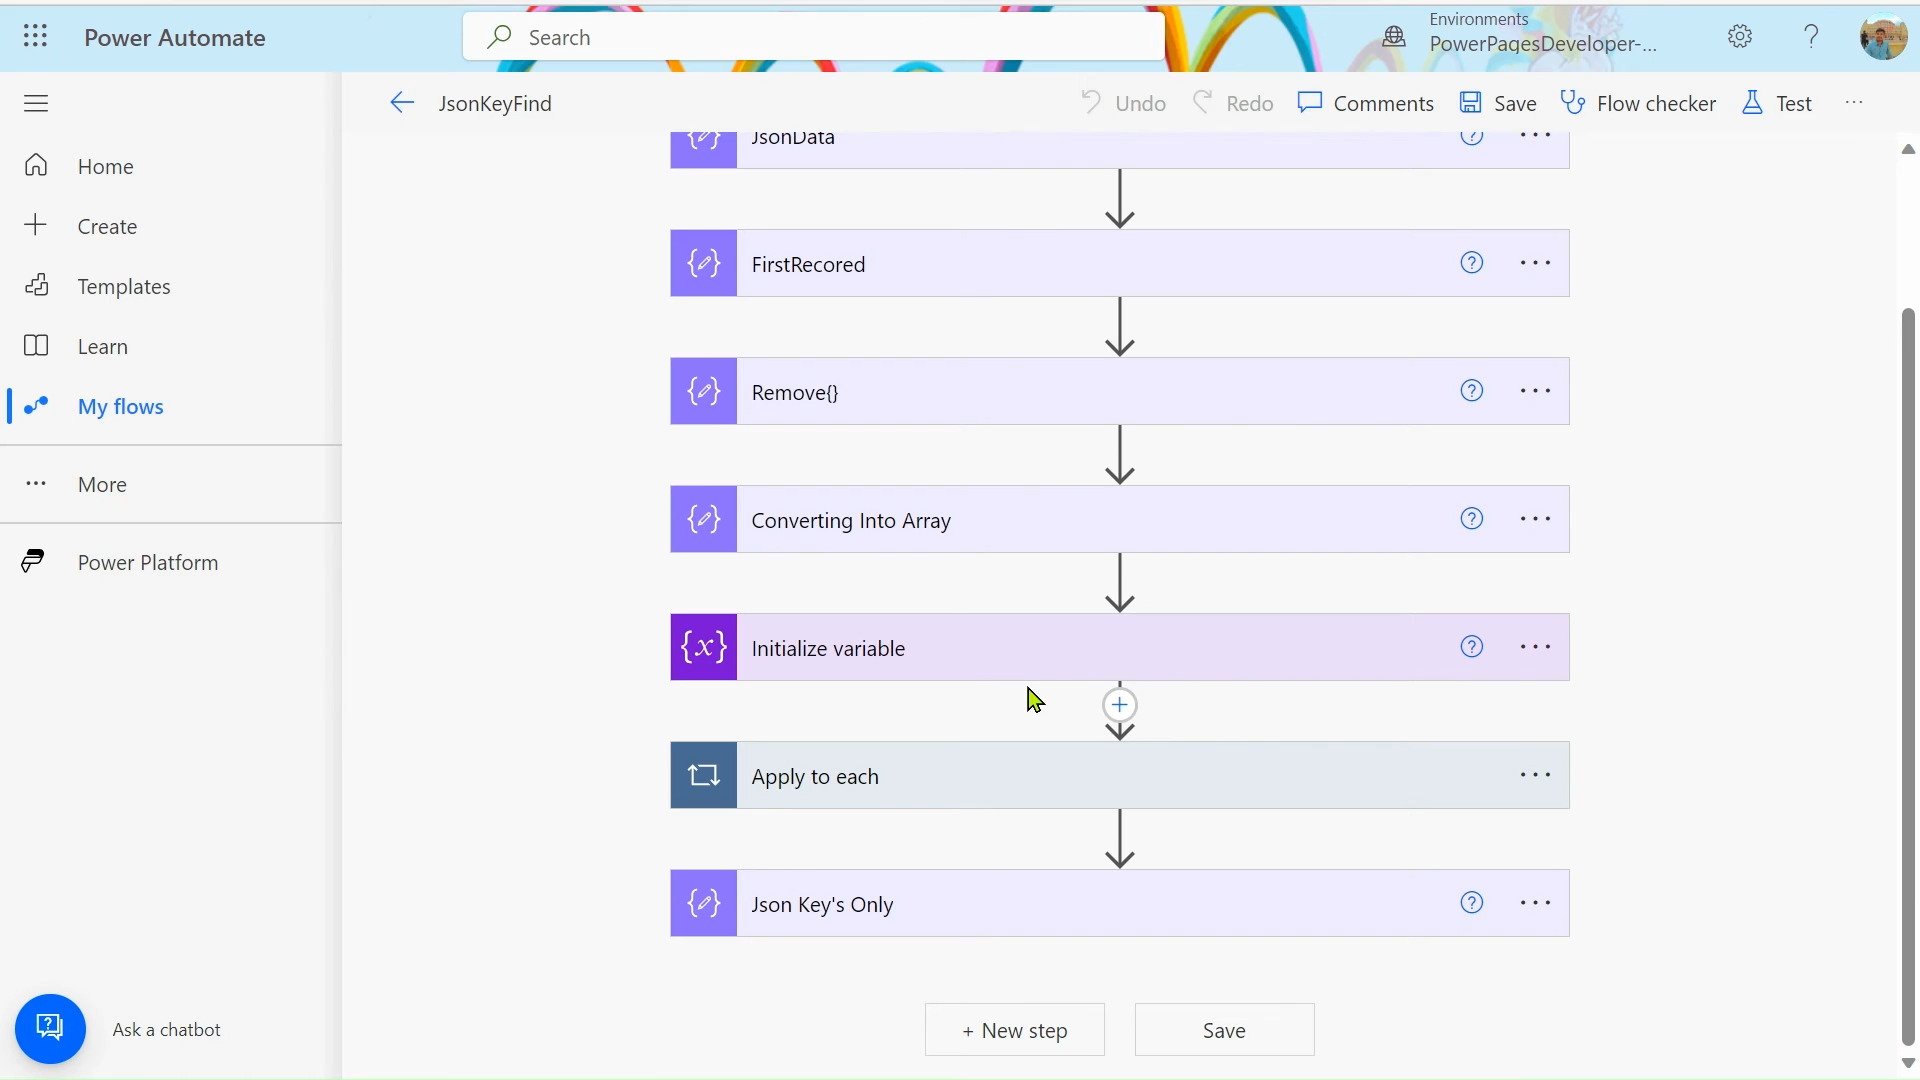 Power Automate
Search
Environments
PowerPagesDeveloper-...
JsonKeyFind
Undo
Redo
Comments
Save
Flow checker
Test
Home
Create
Templates
Learn
My flows
More
Power Platform
Ask a chatbot
JsonData
FirstRecored
Remove{}
Converting Into Array
{x} Initialize variable
Apply to each
Json Key's Only
+ New step
Save